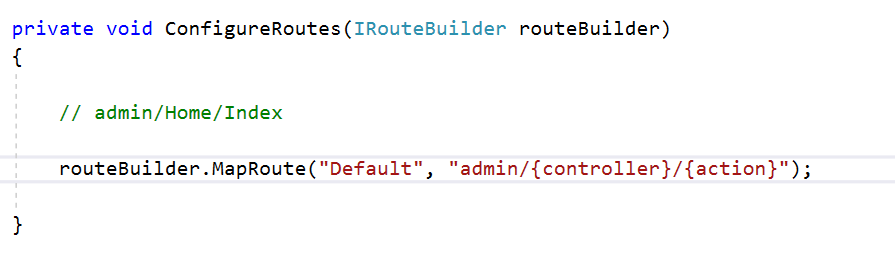 private void ConfigureRoutes(IRouteBuilder routeBuilder)
{
// admin/Home/Index
routeBuilder.MapRoute("Default", "admin/{controller}/{action}");
}